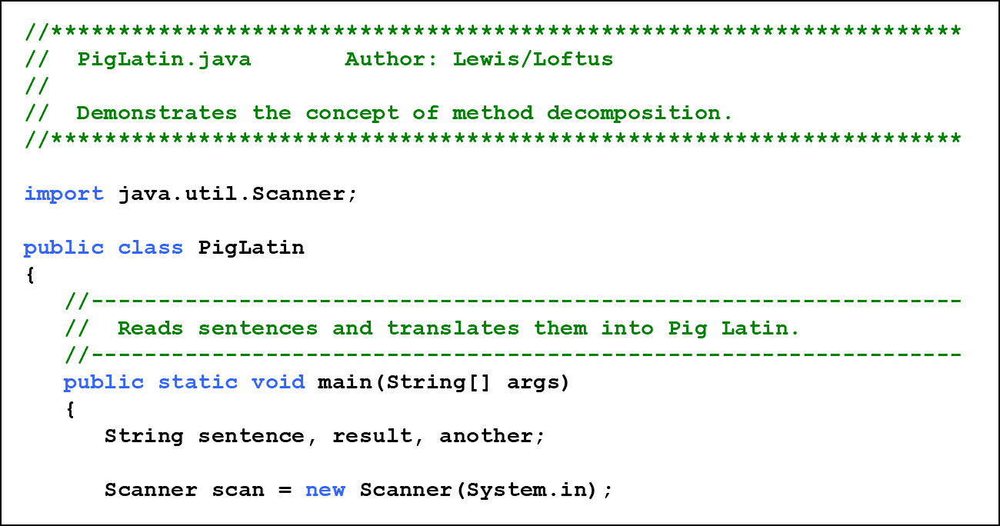 //********************************************************************
//  PigLatin.java       Author: Lewis/Loftus
//
//  Demonstrates the concept of method decomposition.
//********************************************************************

import java.util.Scanner;

public class PigLatin
{
   //-----------------------------------------------------------------
   //  Reads sentences and translates them into Pig Latin.
   //-----------------------------------------------------------------
   public static void main(String[] args)
   {
      String sentence, result, another;

      Scanner scan = new Scanner(System.in);